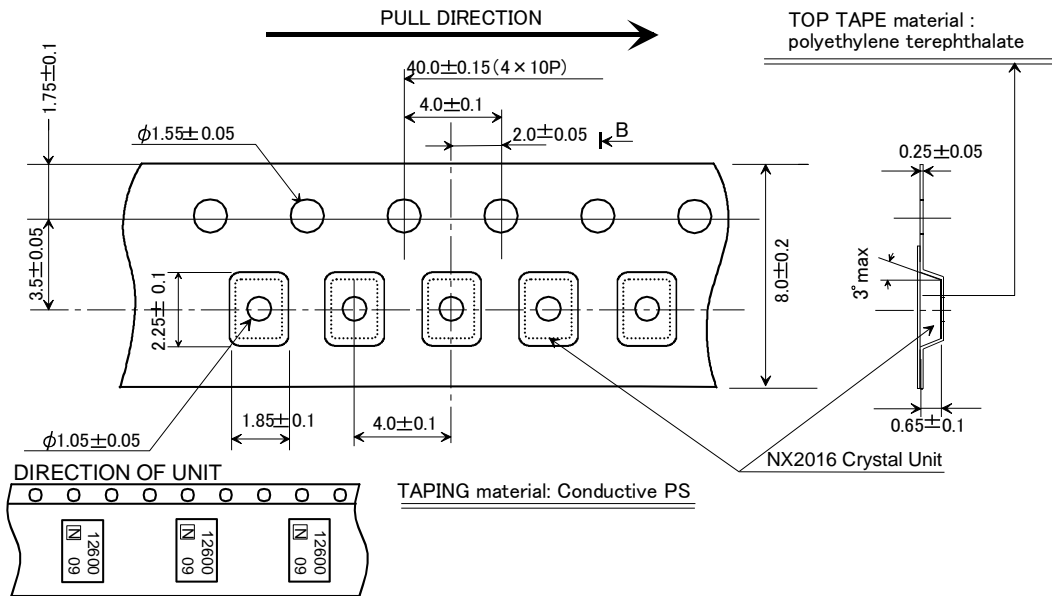 PULL DIRECTION
TOP TAPE material :
polyethylene terephthalate
1.75±0.1
40.0±0.15(4×10P)
4.0±0.1
2.0±0.05
B
φ1.55±0.05
0.25±0.05
3.5±0.05
2.25±0.1
8.0±0.2
3°max
1.85±0.1
4.0±0.1
φ1.05±0.05
0.65±0.1
NX2016 Crystal Unit
DIRECTION OF UNIT
TAPING material: Conductive PS
12600
N 09
12600
N 09
12600
N 09